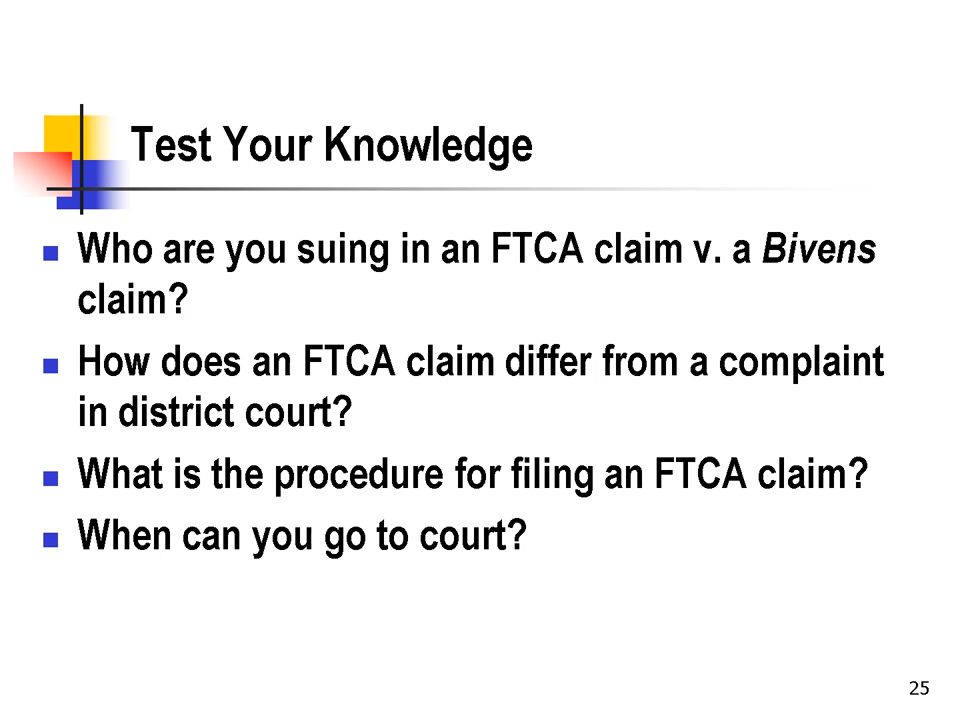 Test Your Knowledge
Who are you suing in an FTCA claim v. a Bivens
claim?
How does an FTCA claim differ from a complaint
in district court?
What is the procedure for filing an FTCA claim?
When can you go to court?
25